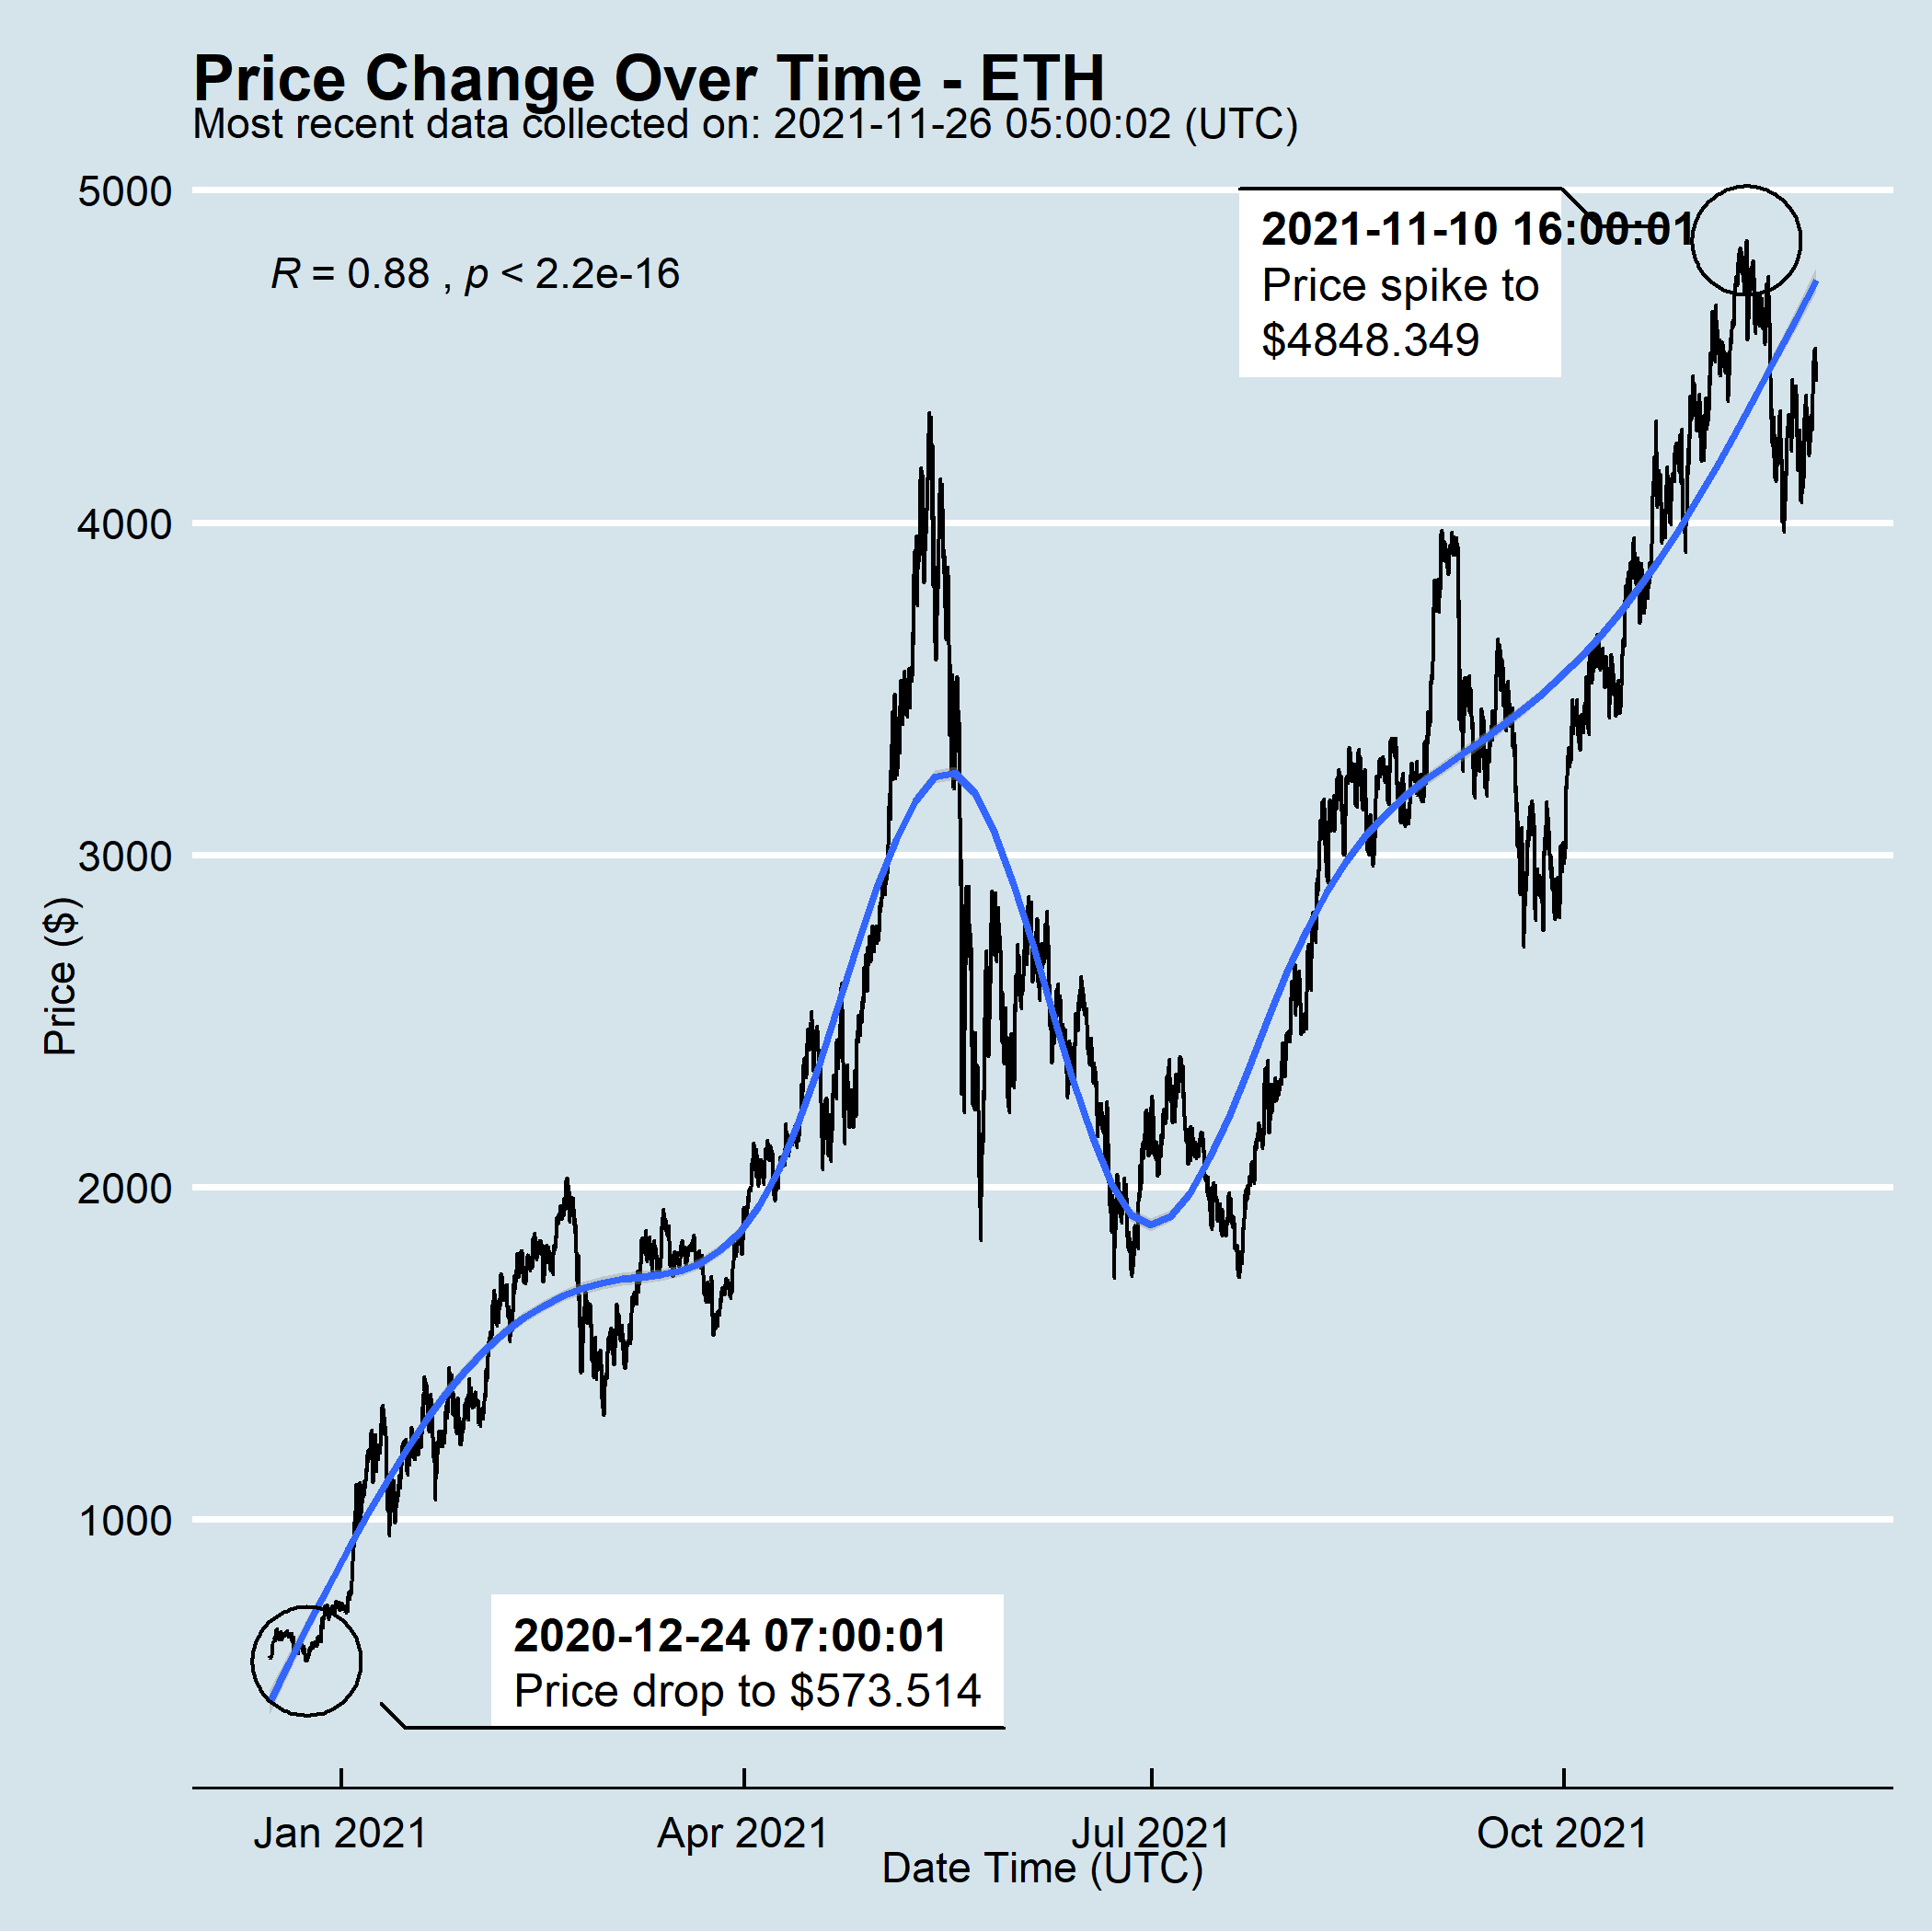 Price Change Over Time - ETH
Most recent data collected on: 2021-11-26 05:00:02 (UTC)
5000
4000
3000
2000
1000
Price ($)
R = 0.88 , p < 2.2e-16
2021-11-10 16:00:01
Price spike to
$4848.349
2020-12-24 07:00:01
Price drop to $573.514
Jan 2021
Apr 2021
Jul 2021
Oct 2021
Date Time (UTC)